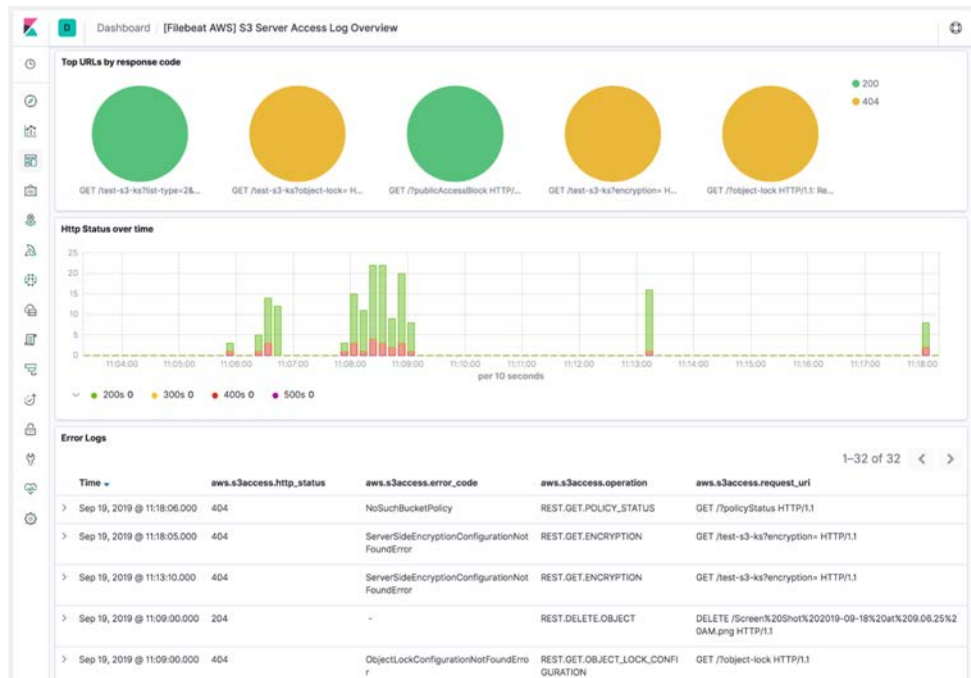 D Dashboard / [Filebeat AWS] S3 Server Access Log Overview
Top URLs by response code
200
404
GET /test-s3-ks?list-type=2&...
GET /test-s3-ks?object-lock= H...
GET /?publicAccessBlock HTTP/...
GET /test-s3-ks?encryption= H...
GET /?object-lock HTTP/1.1: Re...
Http Status over time
25
20
15
10
5
0
11:04:00 11:05:00 11:06:00 11:07:00 11:08:00 11:09:00 11:10:00 11:11:00 11:12:00 11:13:00 11:14:00 11:15:00 11:16:00 11:17:00 11:18:00
per 10 seconds
200s 0 300s 0 400s 0 500s 0
Error Logs
1–32 of 32
Time aws.s3access.http_status aws.s3access.error_code aws.s3access.operation aws.s3access.request_uri
Sep 19, 2019 @ 11:18:06.000 404 NoSuchBucketPolicy REST.GET.POLICY_STATUS GET /?policyStatus HTTP/1.1
Sep 19, 2019 @ 11:18:05.000 404 ServerSideEncryptionConfigurationNot REST.GET.ENCRYPTION GET /test-s3-ks?encryption= HTTP/1.1
FoundError
Sep 19, 2019 @ 11:13:10.000 404 ServerSideEncryptionConfigurationNot REST.GET.ENCRYPTION GET /test-s3-ks?encryption= HTTP/1.1
FoundError
Sep 19, 2019 @ 11:09:00.000 204 - REST.DELETE.OBJECT DELETE /Screen%20Shot%202019-09-18%20at%209.06.25%2
0AM.png HTTP/1.1
Sep 19, 2019 @ 11:09:00.000 404 ObjectLockConfigurationNotFoundErro REST.GET.OBJECT_LOCK_CONFI GET /?object-lock HTTP/1.1
r GURATION